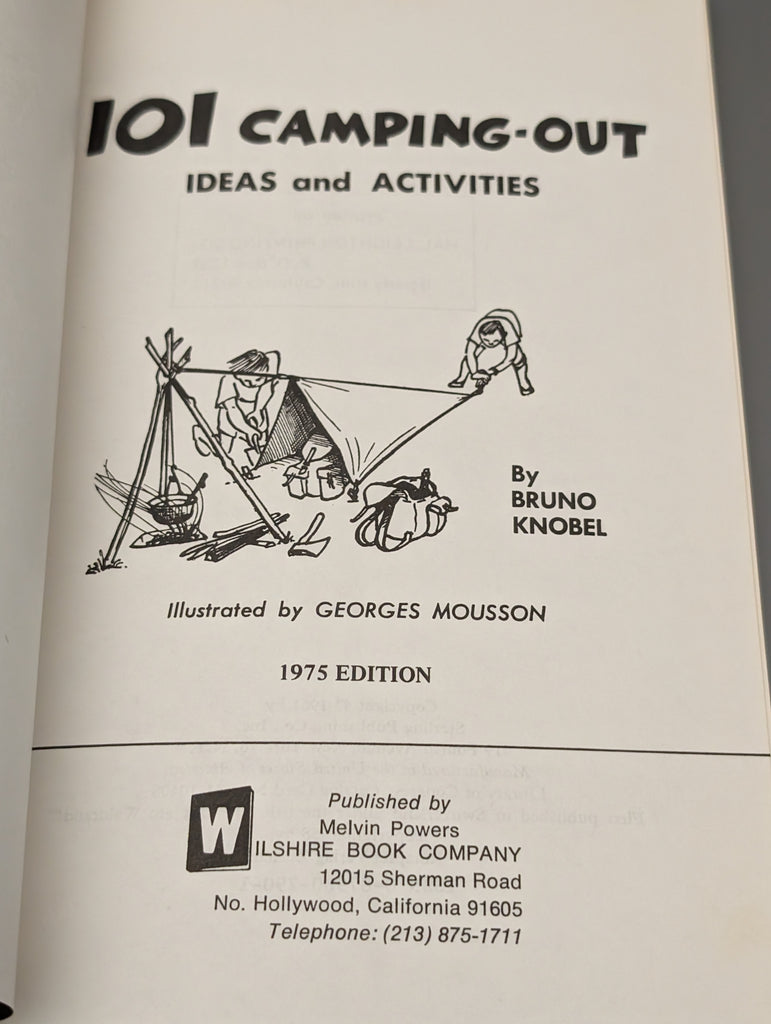 101 CAMPING-OUT
IDEAS and ACTIVITIES
By
BRUNO
KNOBEL
Illustrated by GEORGES MOUSSON
1975 EDITION
Published by
Melvin Powers
WILSHIRE BOOK COMPANY
12015 Sherman Road
No. Hollywood, California 91605
Telephone: (213) 875-1711